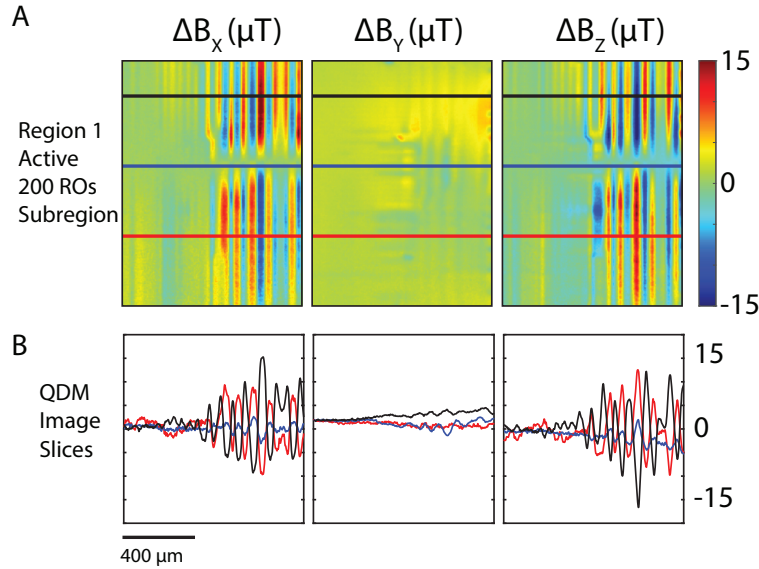 A
ΔB_X (μT)
ΔB_Y (μT)
ΔB_Z (μT)
Region 1
Active
200 ROs
Subregion
15
0
-15
B
QDM
Image
Slices
15
0
-15
400 μm